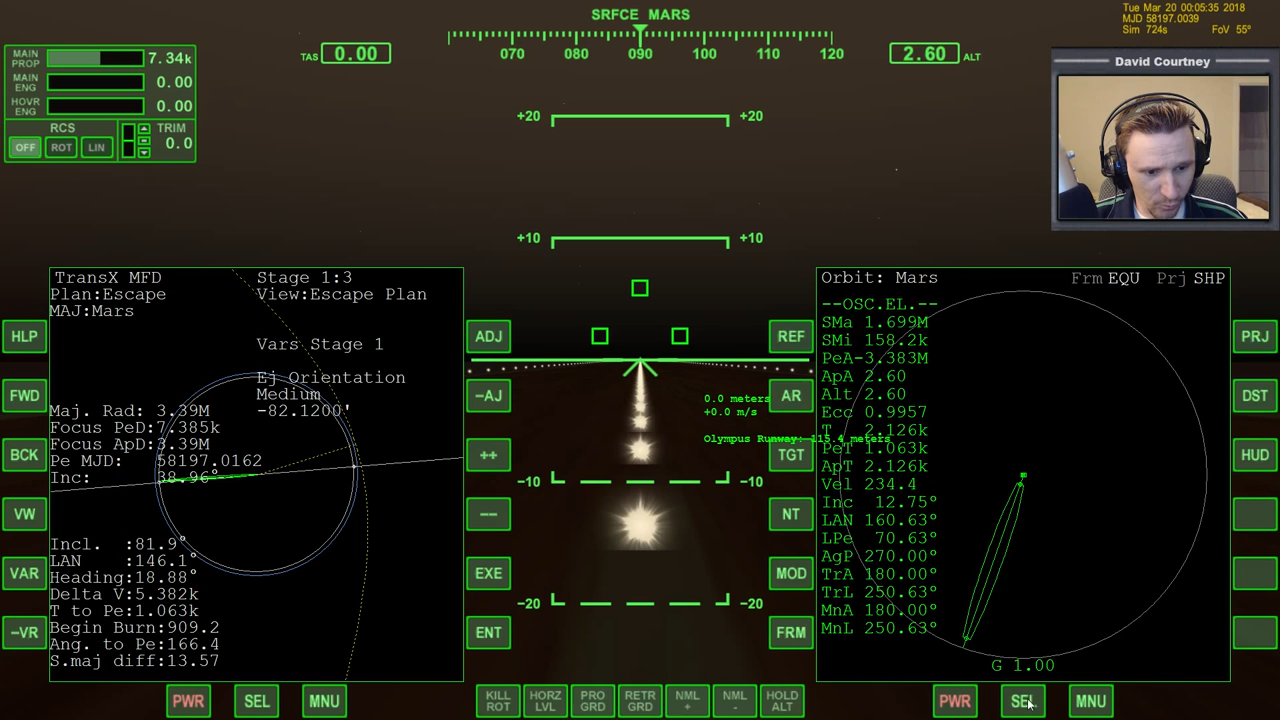 SRFCE MARS
Tue Mar 20 00:05:35 2018
MJD 58197.0039
Sim 724s FoV 55°
David Courtney
MAIN PROP 7.34k
MAIN ENG 0.00
HOVR ENG 0.00
RCS TRIM
OFF ROT LIN 0.0
TAS 0.00
2.60 ALT
070 080 090 100 110 120
+20 +20
+10 +10
-10 -10
-20 -20
TransX MFD Stage 1:3
Plan:Escape View:Escape Plan
MAJ:Mars
Vars Stage 1
Ej Orientation
Medium
-82.1200'
Maj. Rad: 3.39M
Focus PeD:7.385k
Focus ApD:3.39M
Pe MJD: 58197.0162
Inc: 38.96°
Incl. :81.9°
LAN :146.1°
Heading:18.88°
Delta V:5.382k
T to Pe:1.063k
Begin Burn:909.2
Ang. to Pe:166.4
S.maj diff:13.57
HLP
FWD
BCK
VW
VAR
-VR
ADJ
-AJ
++
--
EXE
ENT
PWR SEL MNU
0.0 meters
+0.0 m/s
Olympus Runway: 115.4 meters
KILL ROT
HORZ LVL
PRO GRD
RETR GRD
NML +
NML -
HOLD ALT
REF
AR
TGT
NT
MOD
FRM
Orbit: Mars Frm EQU Prj SHP
--OSC.EL.--
SMa 1.699M
SMi 158.2k
PeA-3.383M
ApA 2.60
Alt 2.60
Ecc 0.9957
T 2.126k
PeT 1.063k
ApT 2.126k
Vel 234.4
Inc 12.75°
LAN 160.63°
LPe 70.63°
AgP 270.00°
TrA 180.00°
TrL 250.63°
MnA 180.00°
MnL 250.63°
G 1.00
PRJ
DST
HUD
PWR SEL MNU